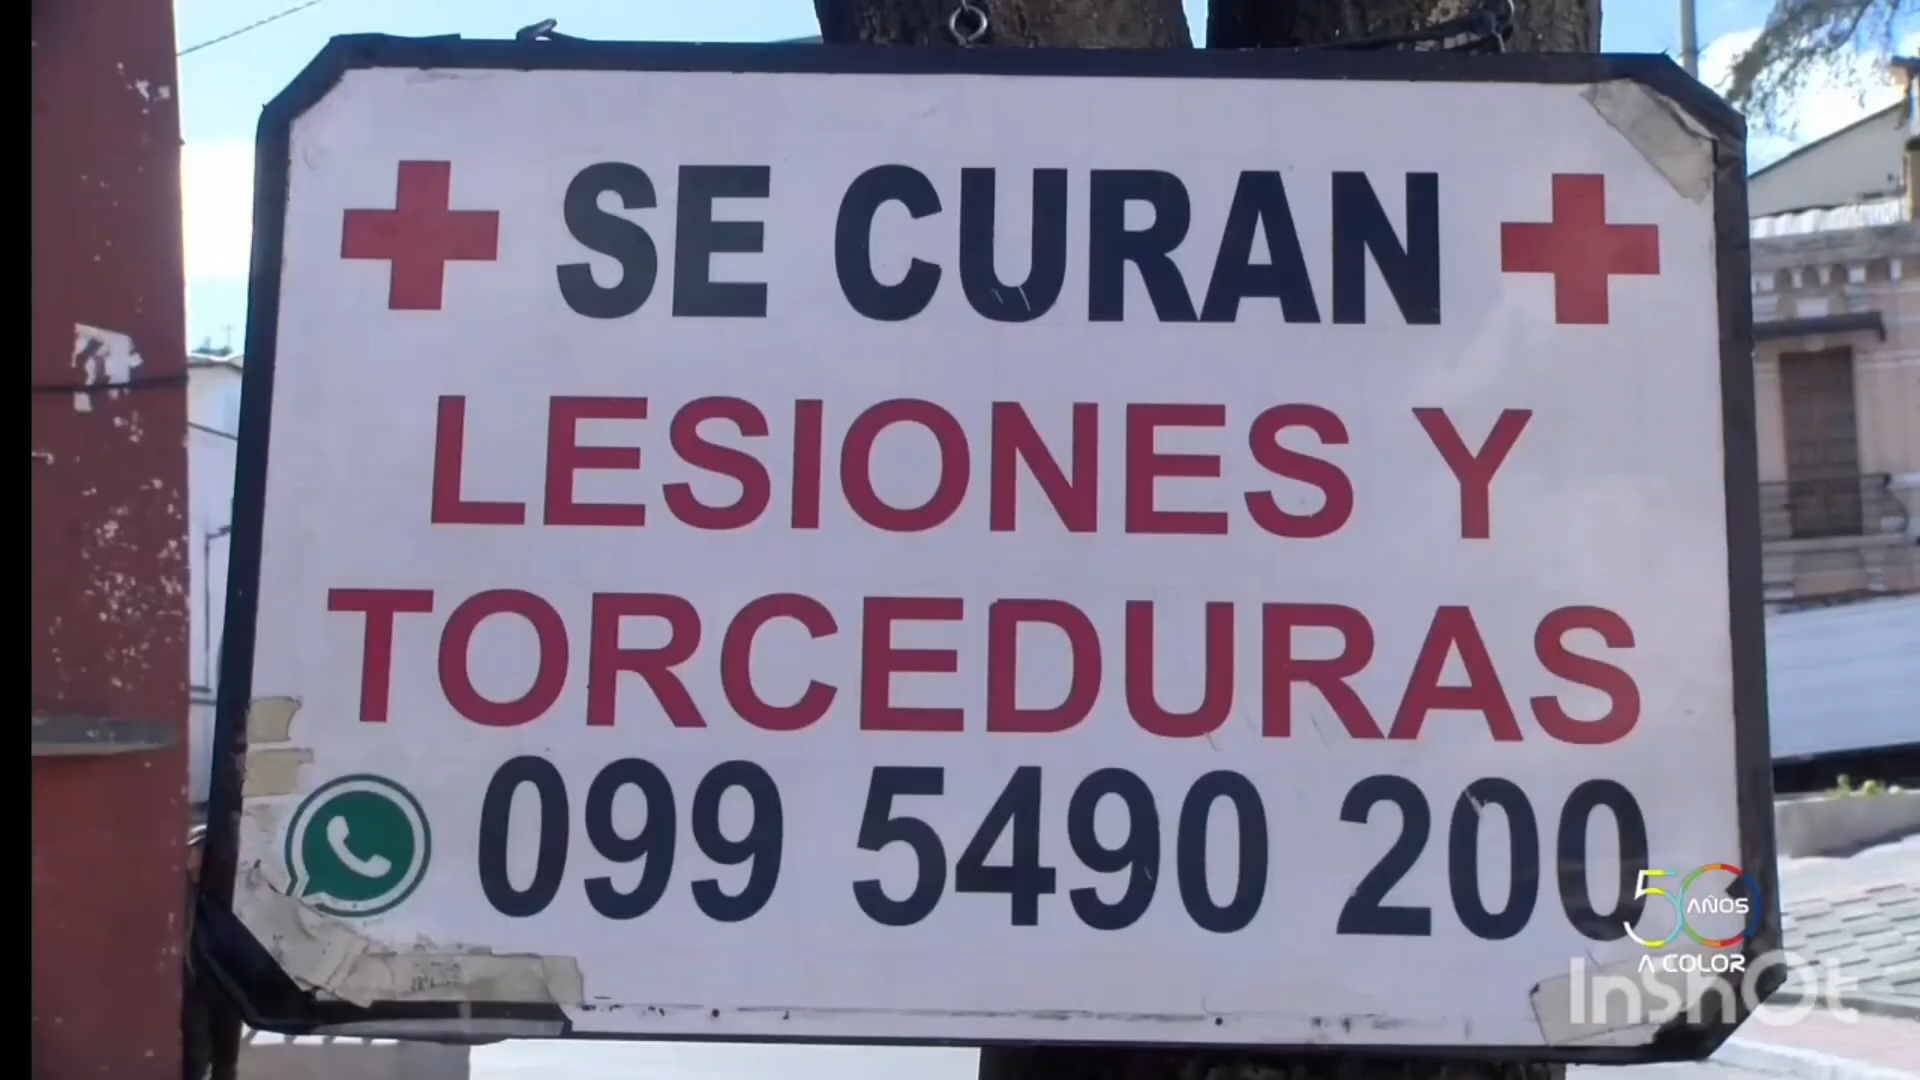 SE CURAN
LESIONES Y
TORCEDURAS
099 5490 200
50 AÑOS
A COLOR
InShOt